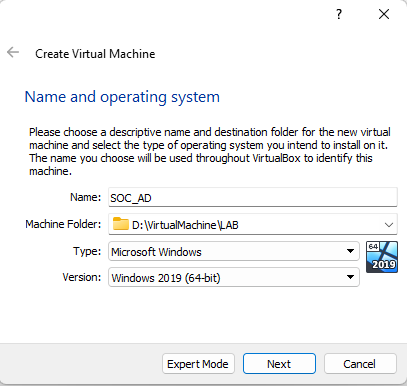 ?
Create Virtual Machine
Name and operating system
Please choose a descriptive name and destination folder for the new virtual
machine and select the type of operating system you intend to install on it.
The name you choose will be used throughout VirtualBox to identify this
machine.
Name: SOC_AD
Machine Folder: D:\VirtualMachine\LAB
Type: Microsoft Windows
64
Version: Windows 2019 (64-bit)
2019
Expert Mode Next Cancel